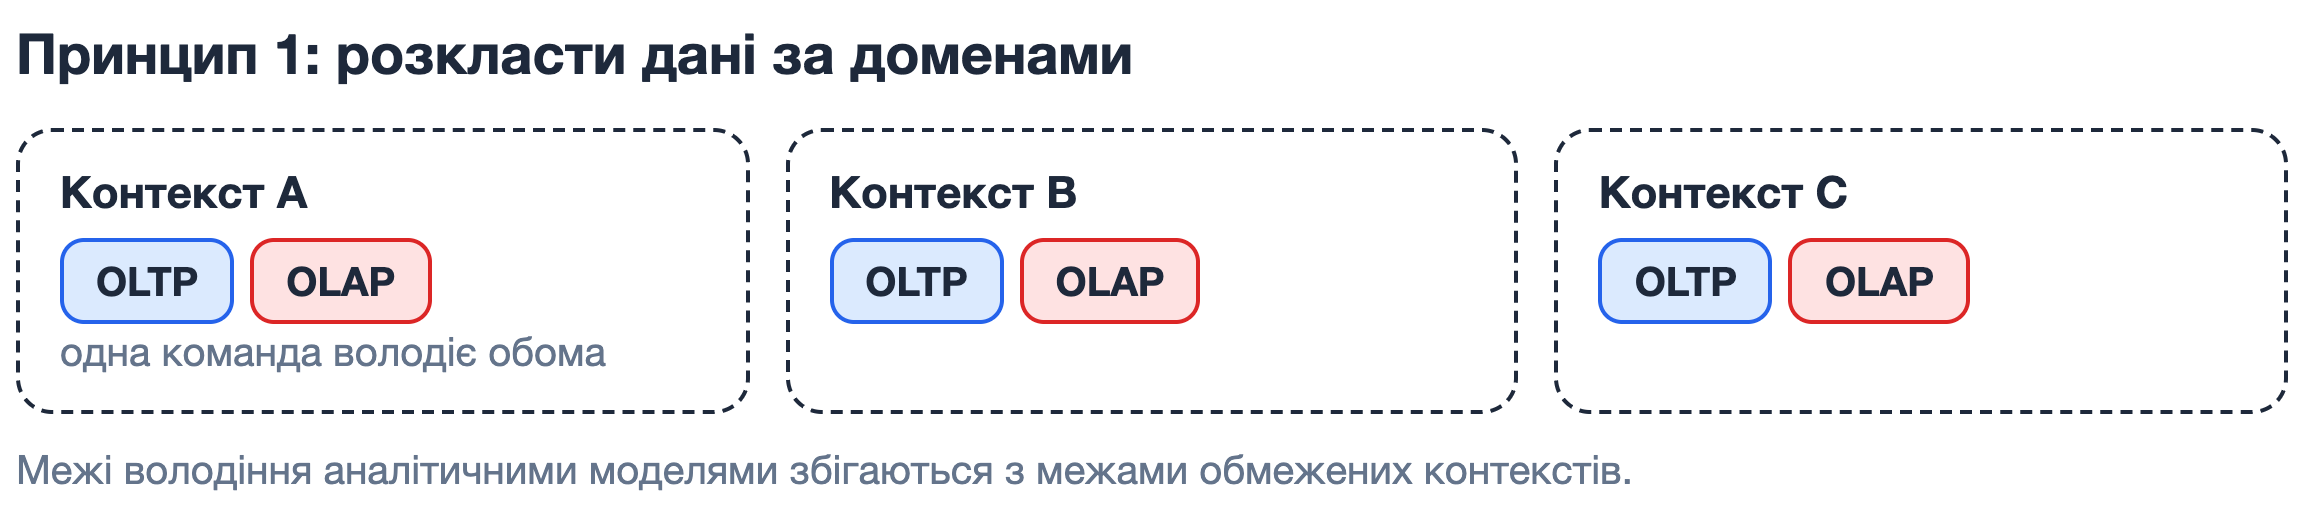 Принцип 1: розкласти дані за доменами
Контекст A
OLTP OLAP
одна команда володіє обома
Контекст B
OLTP OLAP
Контекст C
OLTP OLAP
Межі володіння аналітичними моделями збігаються з межами обмежених контекстів.